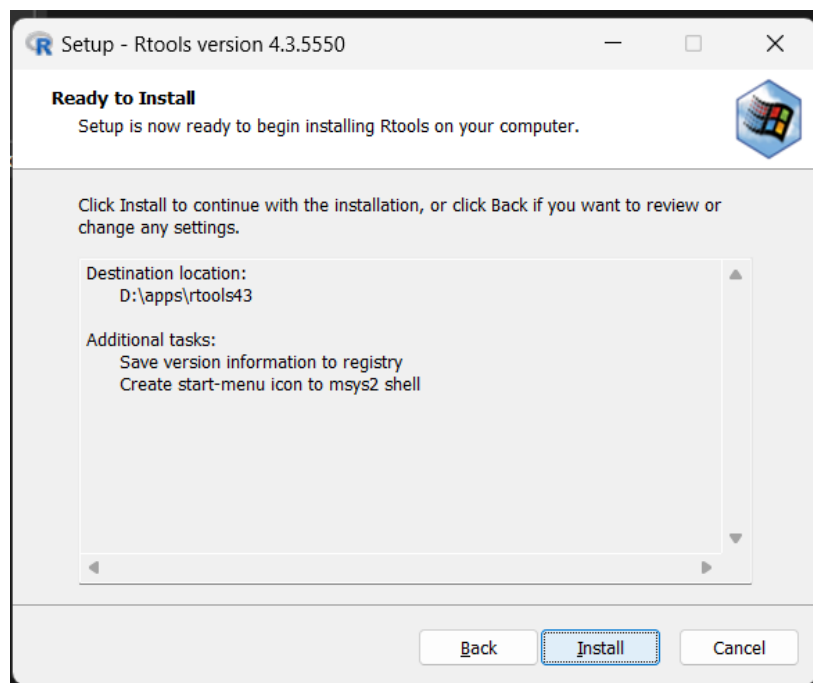 Setup - Rtools version 4.3.5550
Ready to Install
Setup is now ready to begin installing Rtools on your computer.
Click Install to continue with the installation, or click Back if you want to review or
change any settings.
Destination location:
D:\apps\rtools43
Additional tasks:
Save version information to registry
Create start-menu icon to msys2 shell
Back Install Cancel